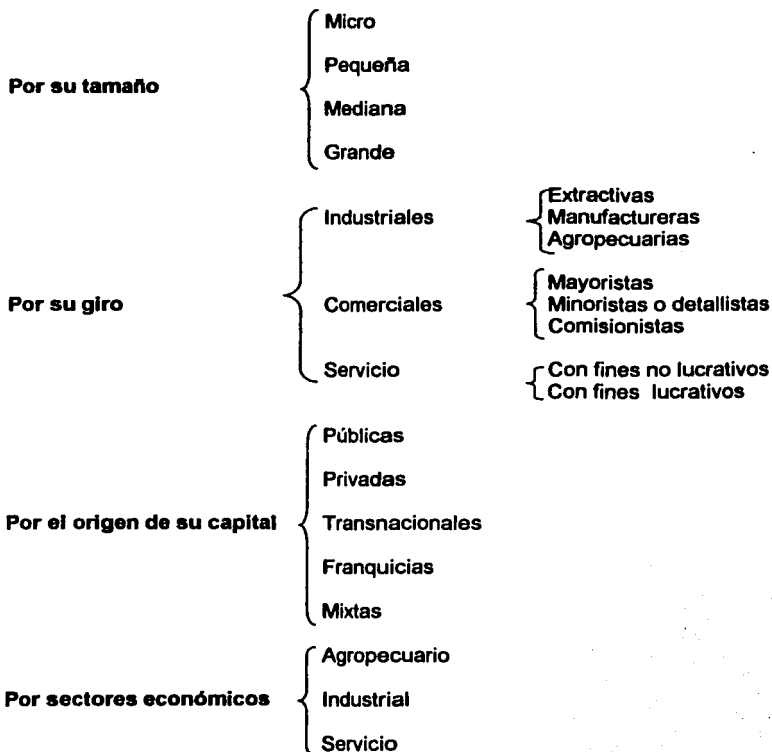 Por su tamaño
Micro
Pequeña
Mediana
Grande
Por su giro
Industriales
Extractivas
Manufactureras
Agropecuarias
Comerciales
Mayoristas
Minoristas o detallistas
Comisionistas
Servicio
Con fines no lucrativos
Con fines lucrativos
Por el origen de su capital
Públicas
Privadas
Transnacionales
Franquicias
Mixtas
Por sectores económicos
Agropecuario
Industrial
Servicio